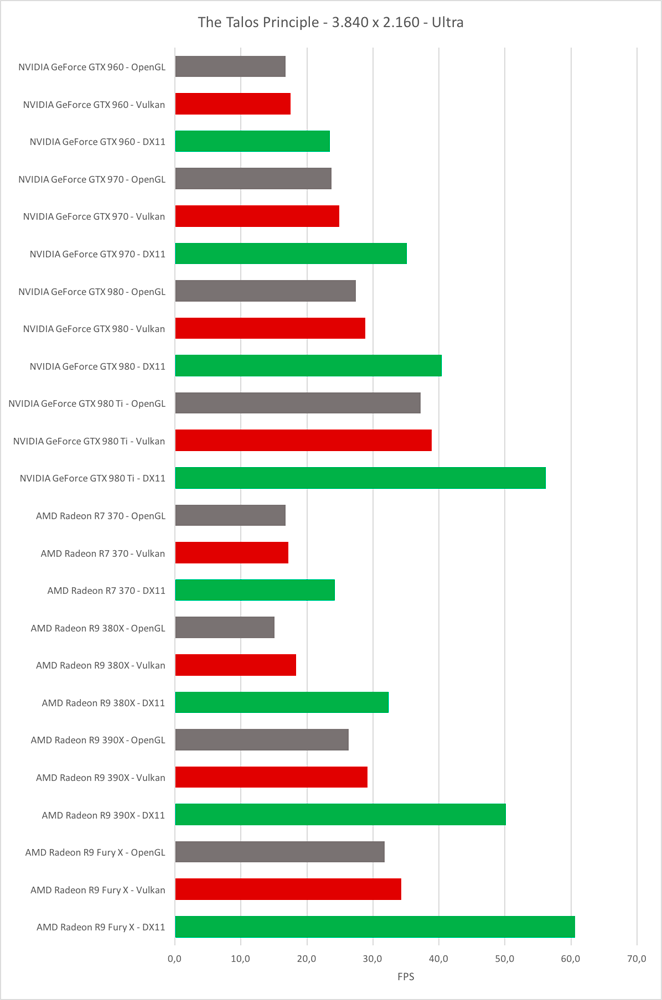 The Talos Principle - 3.840 x 2.160 - Ultra
NVIDIA GeForce GTX 960 - OpenGL
NVIDIA GeForce GTX 960 - Vulkan
NVIDIA GeForce GTX 960 - DX11
NVIDIA GeForce GTX 970 - OpenGL
NVIDIA GeForce GTX 970 - Vulkan
NVIDIA GeForce GTX 970 - DX11
NVIDIA GeForce GTX 980 - OpenGL
NVIDIA GeForce GTX 980 - Vulkan
NVIDIA GeForce GTX 980 - DX11
NVIDIA GeForce GTX 980 Ti - OpenGL
NVIDIA GeForce GTX 980 Ti - Vulkan
NVIDIA GeForce GTX 980 Ti - DX11
AMD Radeon R7 370 - OpenGL
AMD Radeon R7 370 - Vulkan
AMD Radeon R7 370 - DX11
AMD Radeon R9 380X - OpenGL
AMD Radeon R9 380X - Vulkan
AMD Radeon R9 380X - DX11
AMD Radeon R9 390X - OpenGL
AMD Radeon R9 390X - Vulkan
AMD Radeon R9 390X - DX11
AMD Radeon R9 Fury X - OpenGL
AMD Radeon R9 Fury X - Vulkan
AMD Radeon R9 Fury X - DX11
0,0 10,0 20,0 30,0 40,0 50,0 60,0 70,0
FPS